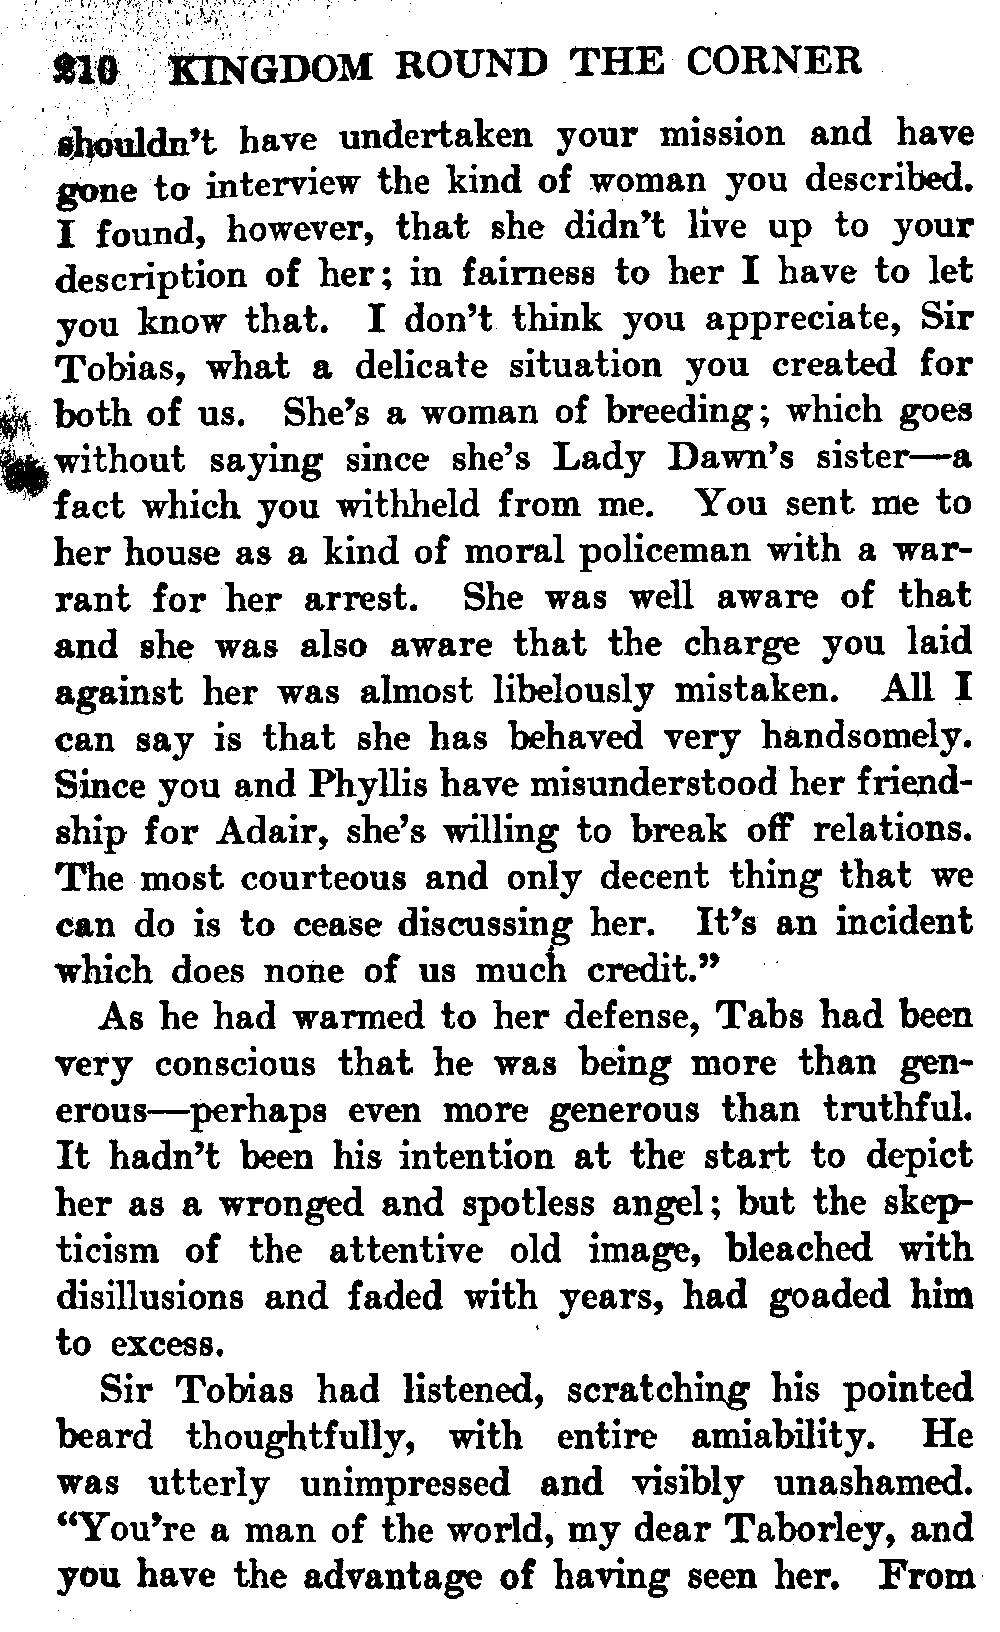 210 KINGDOM ROUND THE CORNER
shouldn't have undertaken your mission and have
gone to interview the kind of woman you described.
I found, however, that she didn't live up to your
description of her; in fairness to her I have to let
you know that. I don't think you appreciate, Sir
Tobias, what a delicate situation you created for
both of us. She's a woman of breeding; which goes
without saying since she's Lady Dawn's sister—a
fact which you withheld from me. You sent me to
her house as a kind of moral policeman with a war-
rant for her arrest. She was well aware of that
and she was also aware that the charge you laid
against her was almost libelously mistaken. All I
can say is that she has behaved very handsomely.
Since you and Phyllis have misunderstood her friend-
ship for Adair, she's willing to break off relations.
The most courteous and only decent thing that we
can do is to cease discussing her. It's an incident
which does none of us much credit."
As he had warmed to her defense, Tabs had been
very conscious that he was being more than gen-
erous—perhaps even more generous than truthful.
It hadn't been his intention at the start to depict
her as a wronged and spotless angel; but the skep-
ticism of the attentive old image, bleached with
disillusions and faded with years, had goaded him
to excess.
Sir Tobias had listened, scratching his pointed
beard thoughtfully, with entire amiability. He
was utterly unimpressed and visibly unashamed.
"You're a man of the world, my dear Taborley, and
you have the advantage of having seen her. From